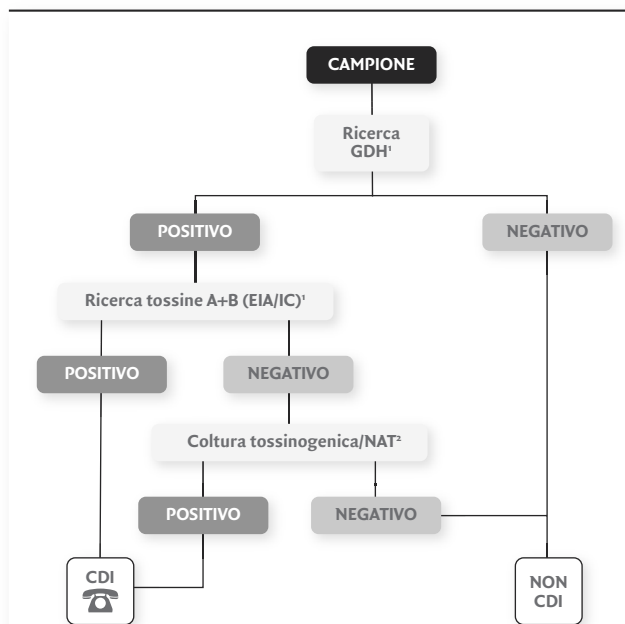 CAMPIONE
Ricerca
GDH¹
POSITIVO
NEGATIVO
Ricerca tossine A+B (EIA/IC)¹
POSITIVO
NEGATIVO
Coltura tossinogenica/NAT²
POSITIVO
NEGATIVO
CDI
NON
CDI